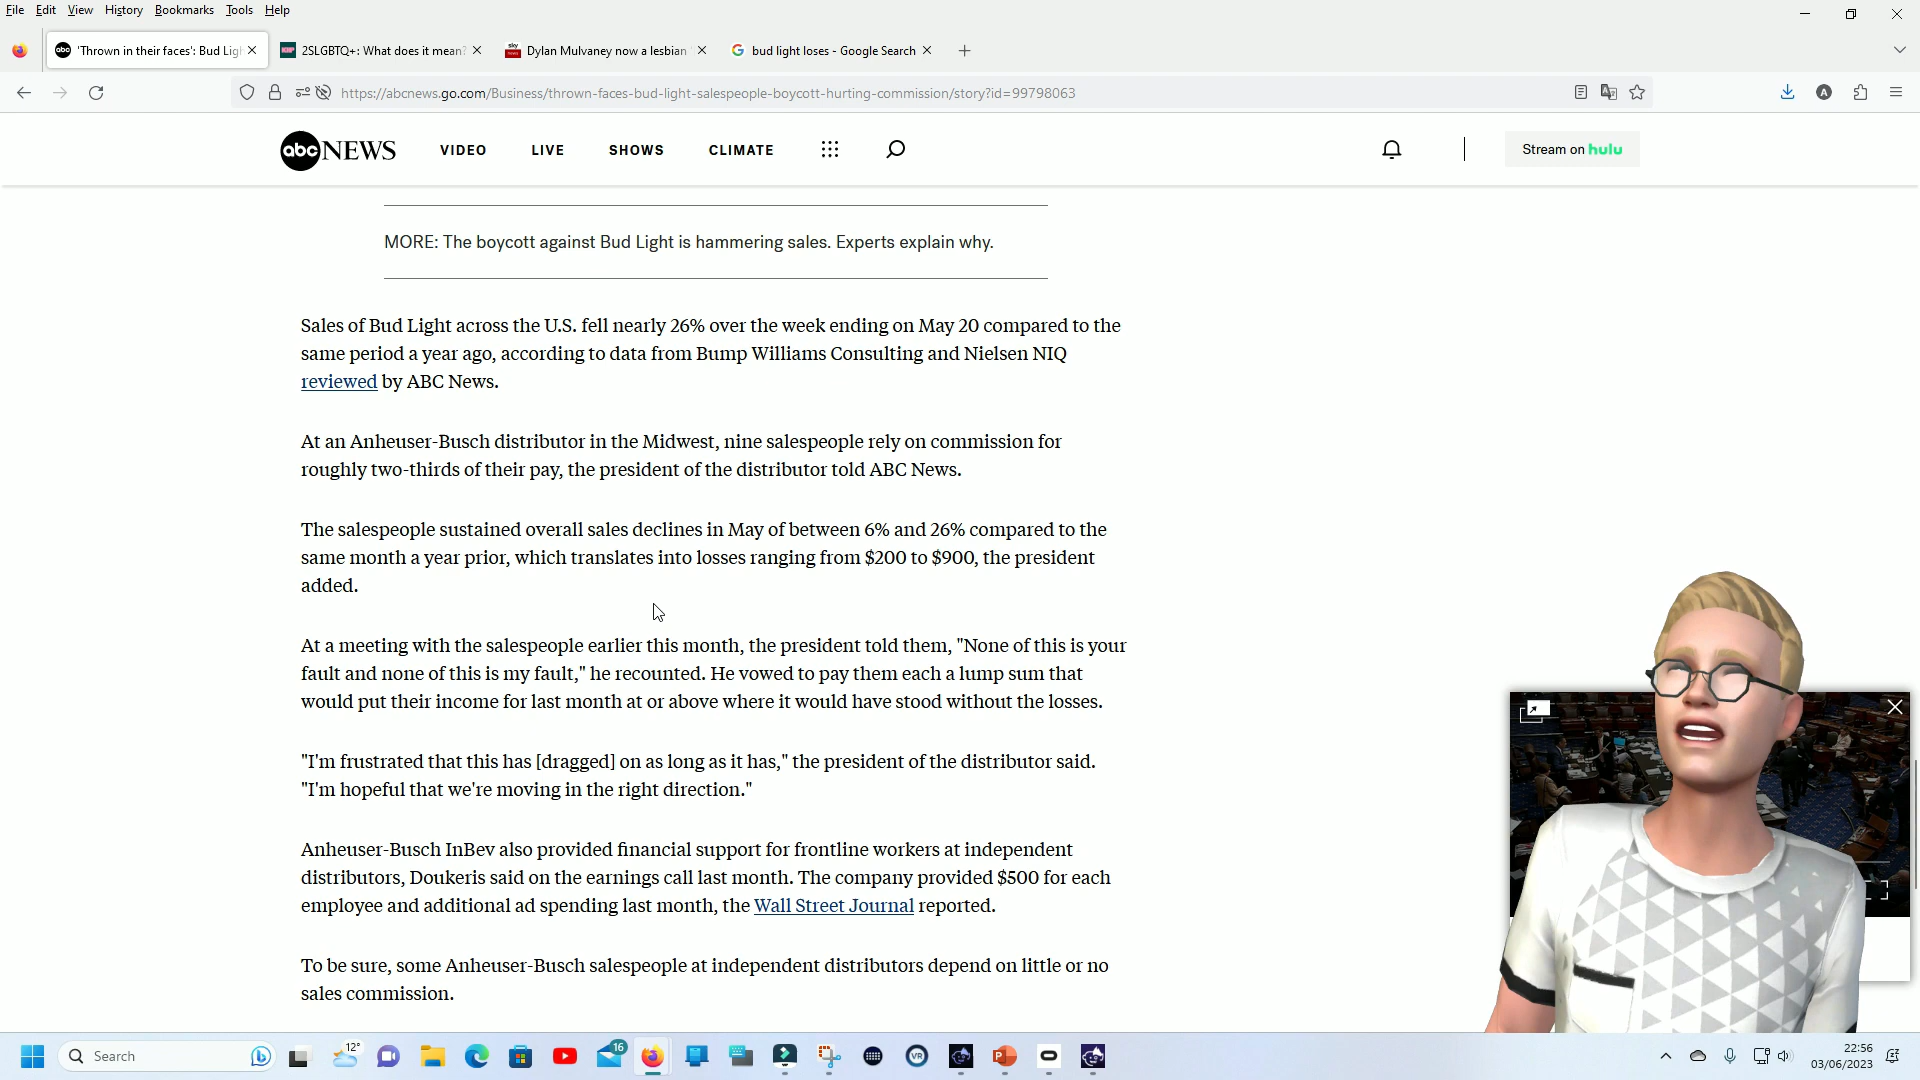 File Edit View History Bookmarks Tools Help
'Thrown in their faces': Bud Ligh
2SLGBTQ+: What does it mean?
Dylan Mulvaney now a lesbian
bud light loses - Google Search
https://abcnews.go.com/Business/thrown-faces-bud-light-salespeople-boycott-hurting-commission/story?id=99798063
abc NEWS VIDEO LIVE SHOWS CLIMATE Stream on hulu
MORE: The boycott against Bud Light is hammering sales. Experts explain why.
Sales of Bud Light across the U.S. fell nearly 26% over the week ending on May 20 compared to the
same period a year ago, according to data from Bump Williams Consulting and Nielsen NIQ
reviewed by ABC News.
At an Anheuser-Busch distributor in the Midwest, nine salespeople rely on commission for
roughly two-thirds of their pay, the president of the distributor told ABC News.
The salespeople sustained overall sales declines in May of between 6% and 26% compared to the
same month a year prior, which translates into losses ranging from $200 to $900, the president
added.
At a meeting with the salespeople earlier this month, the president told them, "None of this is your
fault and none of this is my fault," he recounted. He vowed to pay them each a lump sum that
would put their income for last month at or above where it would have stood without the losses.
"I'm frustrated that this has [dragged] on as long as it has," the president of the distributor said.
"I'm hopeful that we're moving in the right direction."
Anheuser-Busch InBev also provided financial support for frontline workers at independent
distributors, Doukeris said on the earnings call last month. The company provided $500 for each
employee and additional ad spending last month, the Wall Street Journal reported.
To be sure, some Anheuser-Busch salespeople at independent distributors depend on little or no
sales commission.
Search
12°
16
22:56
03/06/2023